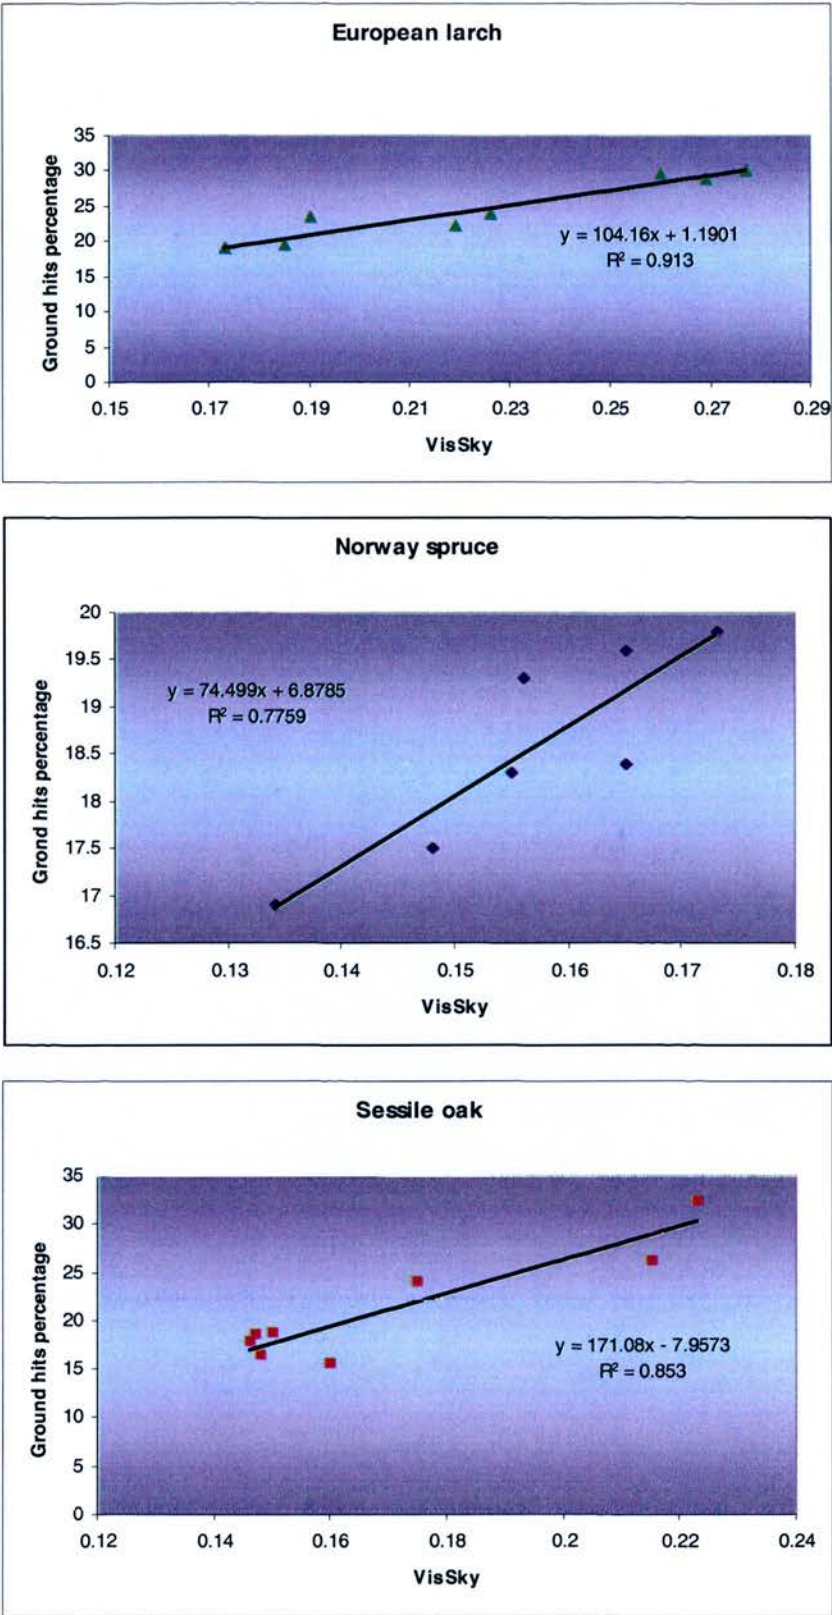 European larch
Ground hits percentage
35
30
25
20
15
10
5
0
y = 104.16x + 1.1901
R² = 0.913
0.15 0.17 0.19 0.21 0.23 0.25 0.27 0.29
VisSky
Norway spruce
Grond hits percentage
20
19.5
19
18.5
18
17.5
17
16.5
y = 74.499x + 6.8785
R² = 0.7759
0.12 0.13 0.14 0.15 0.16 0.17 0.18
VisSky
Sessile oak
Ground hits percentage
35
30
25
20
15
10
5
0
y = 171.08x - 7.9573
R² = 0.853
0.12 0.14 0.16 0.18 0.2 0.22 0.24
VisSky